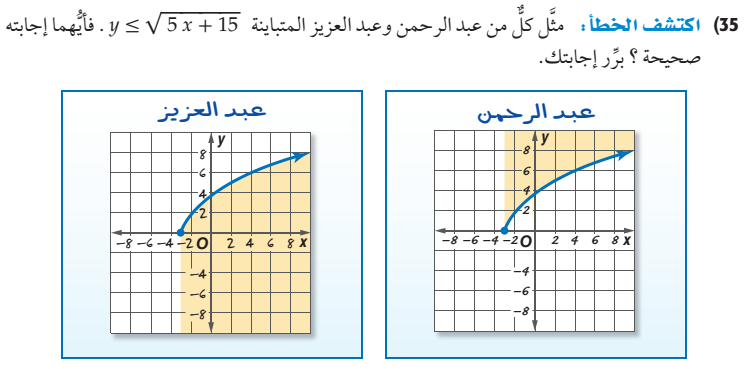 35) اكتشف الخطأ: مثَّل كلٌّ من عبد الرحمن وعبد العزيز المتباينة y ≤ √(5x + 15) . فأيُّهما إجابته
صحيحة ؟ برِّر إجابتك.
عبد الرحمن
y
8
6
4
2
−8 −6 −4 −2 O 2 4 6 8 x
−4
−6
−8
عبد العزيز
y
8
6
4
2
−8 −6 −4 −2 O 2 4 6 8 x
−4
−6
−8